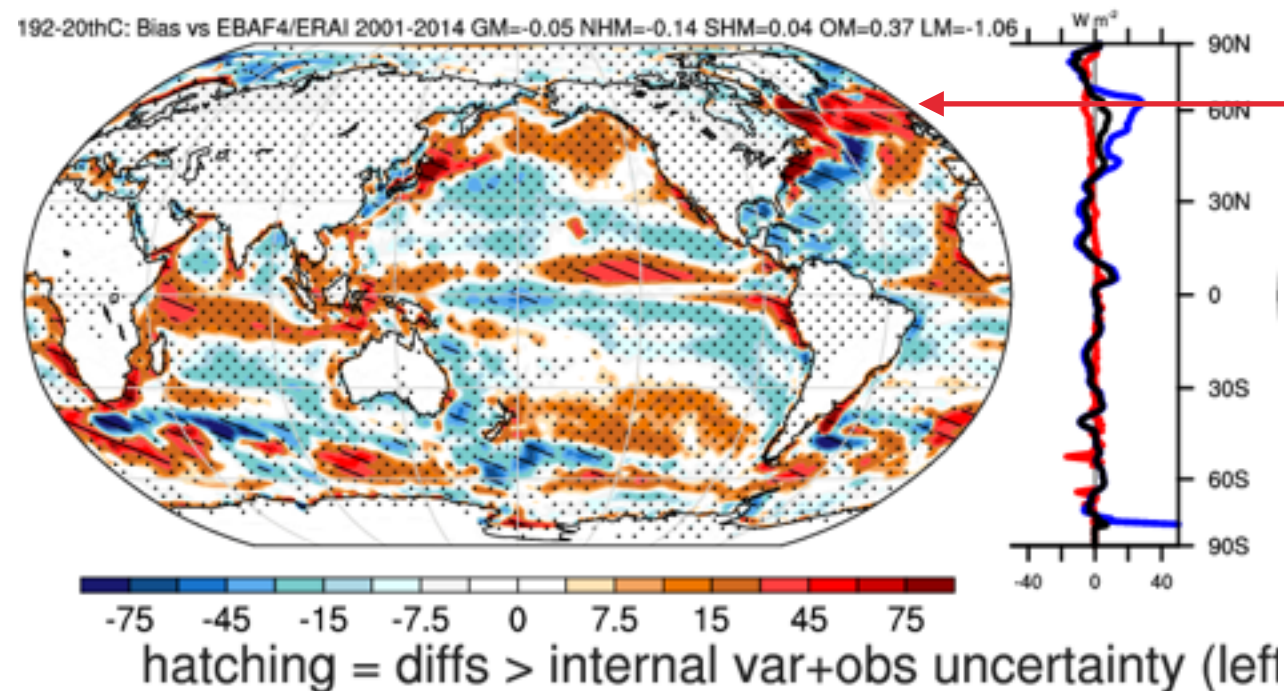 192-20thC: Bias vs EBAF4/ERAI 2001-2014 GM=-0.05 NHM=-0.14 SHM=0.04 OM=0.37 LM=-1.06
W m-2
90N
60N
30N
0
30S
60S
90S
-40 0 40
-75 -45 -15 -7.5 0 7.5 15 45 75
hatching = diffs > internal var+obs uncertainty (left